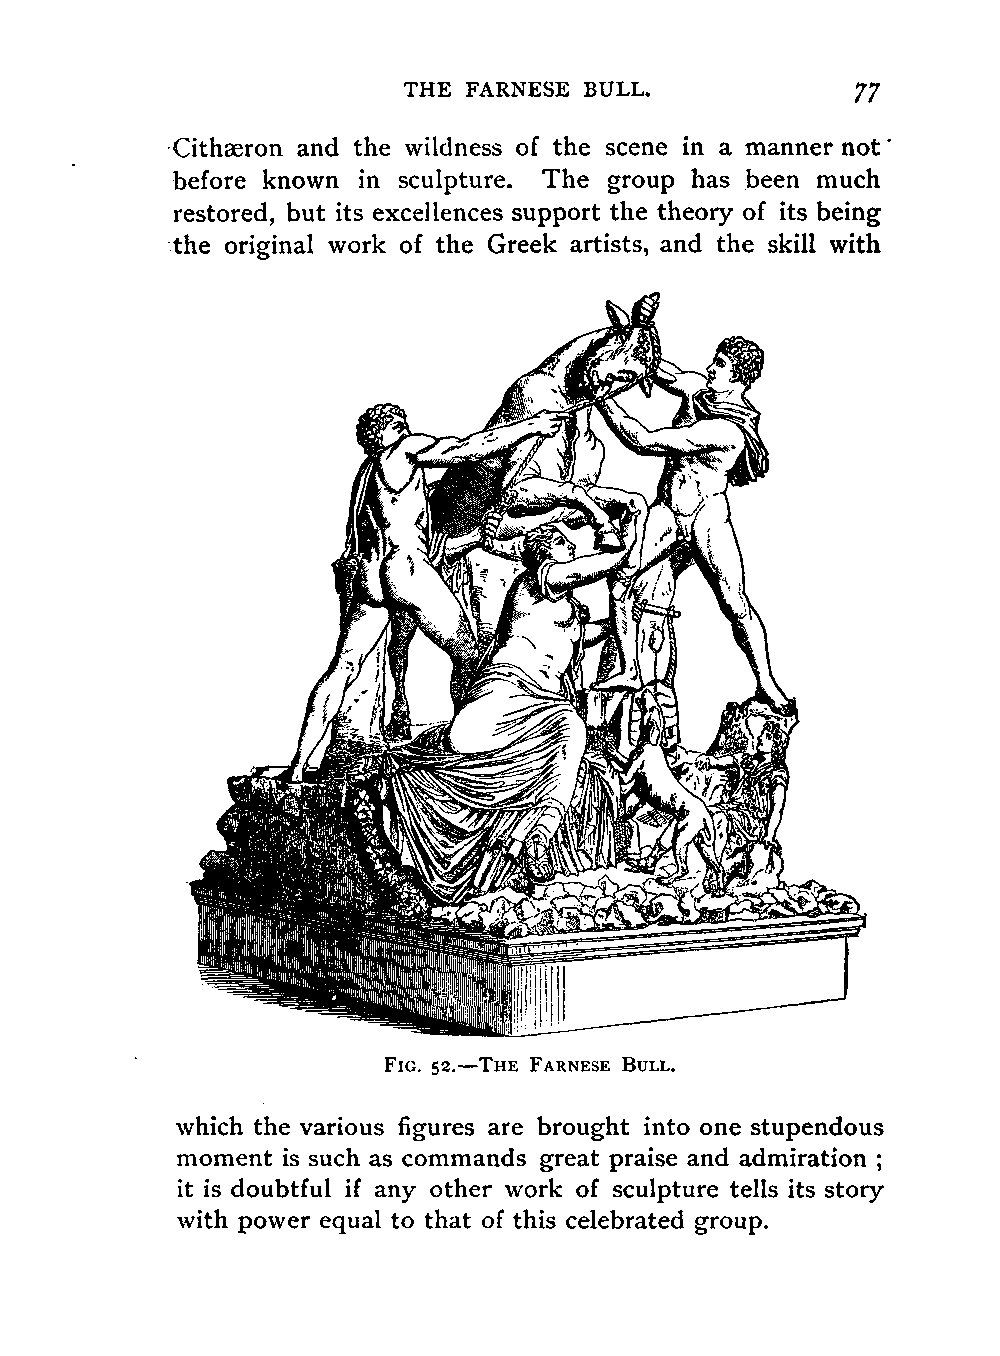 THE FARNESE BULL. 77
Cithæron and the wildness of the scene in a manner not
before known in sculpture. The group has been much
restored, but its excellences support the theory of its being
the original work of the Greek artists, and the skill with
FIG. 52.—THE FARNESE BULL.
which the various figures are brought into one stupendous
moment is such as commands great praise and admiration ;
it is doubtful if any other work of sculpture tells its story
with power equal to that of this celebrated group.